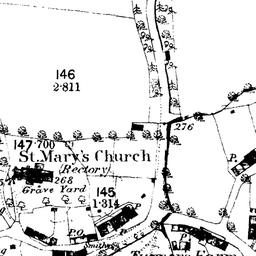 146
2·811
276
147·700
St. Mary's Church
(Rectory)
268
Grave Yard
145
1·314
P.
P.
P.
P.O.
Smithy
P.